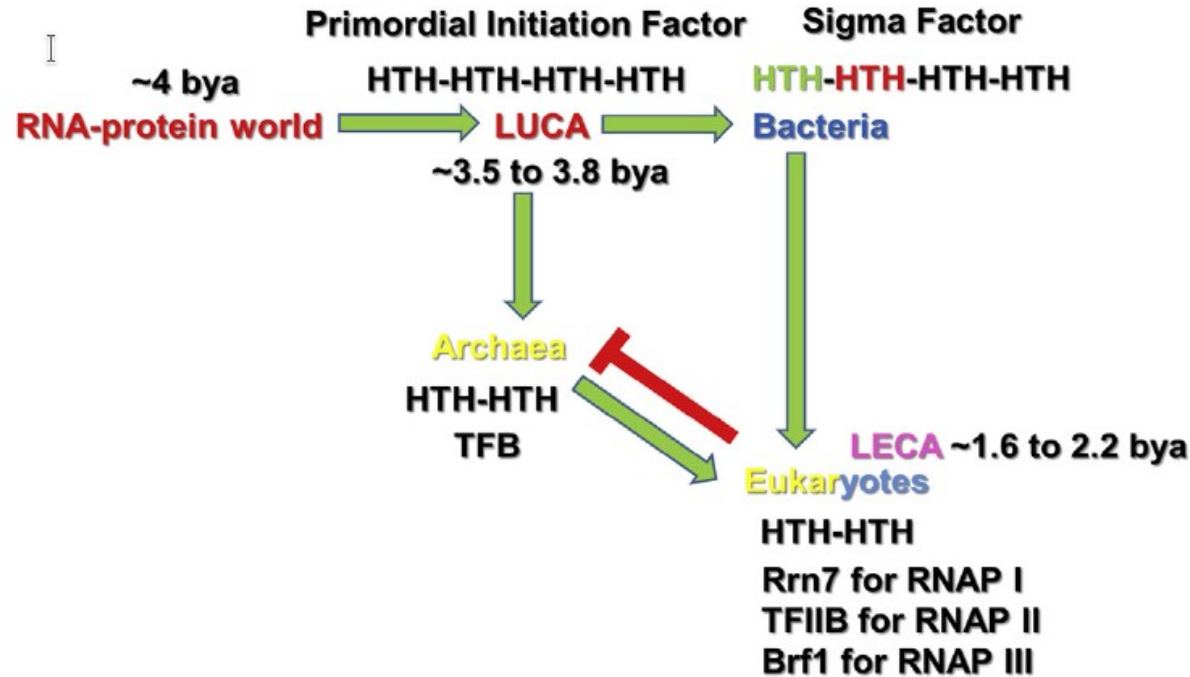 Primordial Initiation Factor
Sigma Factor
~4 bya
HTH-HTH-HTH-HTH
HTH-HTH-HTH-HTH
RNA-protein world
LUCA
Bacteria
~3.5 to 3.8 bya
Archaea
HTH-HTH
TFB
LECA ~1.6 to 2.2 bya
Eukaryotes
HTH-HTH
Rrn7 for RNAP I
TFIIB for RNAP II
Brf1 for RNAP III